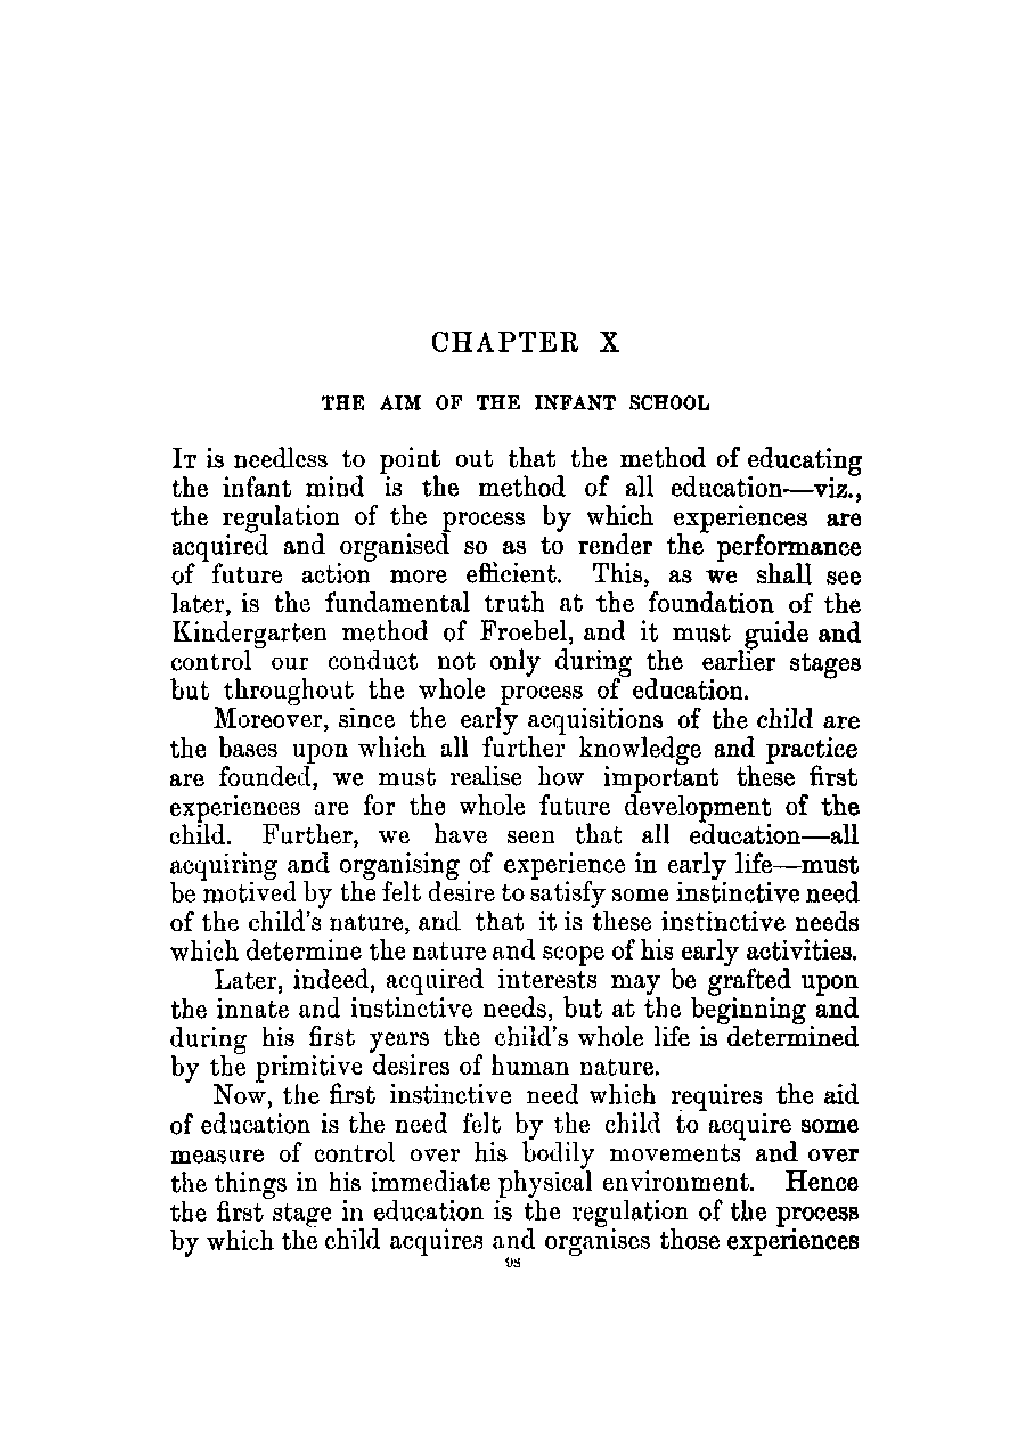 CHAPTER X
THE AIM OF THE INFANT SCHOOL
IT is needless to point out that the method of educating
the infant mind is the method of all education—viz.,
the regulation of the process by which experiences are
acquired and organised so as to render the performance
of future action more efficient. This, as we shall see
later, is the fundamental truth at the foundation of the
Kindergarten method of Froebel, and it must guide and
control our conduct not only during the earlier stages
but throughout the whole process of education.
Moreover, since the early acquisitions of the child are
the bases upon which all further knowledge and practice
are founded, we must realise how important these first
experiences are for the whole future development of the
child. Further, we have seen that all education—all
acquiring and organising of experience in early life—must
be motived by the felt desire to satisfy some instinctive need
of the child's nature, and that it is these instinctive needs
which determine the nature and scope of his early activities.
Later, indeed, acquired interests may be grafted upon
the innate and instinctive needs, but at the beginning and
during his first years the child's whole life is determined
by the primitive desires of human nature.
Now, the first instinctive need which requires the aid
of education is the need felt by the child to acquire some
measure of control over his bodily movements and over
the things in his immediate physical environment. Hence
the first stage in education is the regulation of the process
by which the child acquires and organises those experiences
98